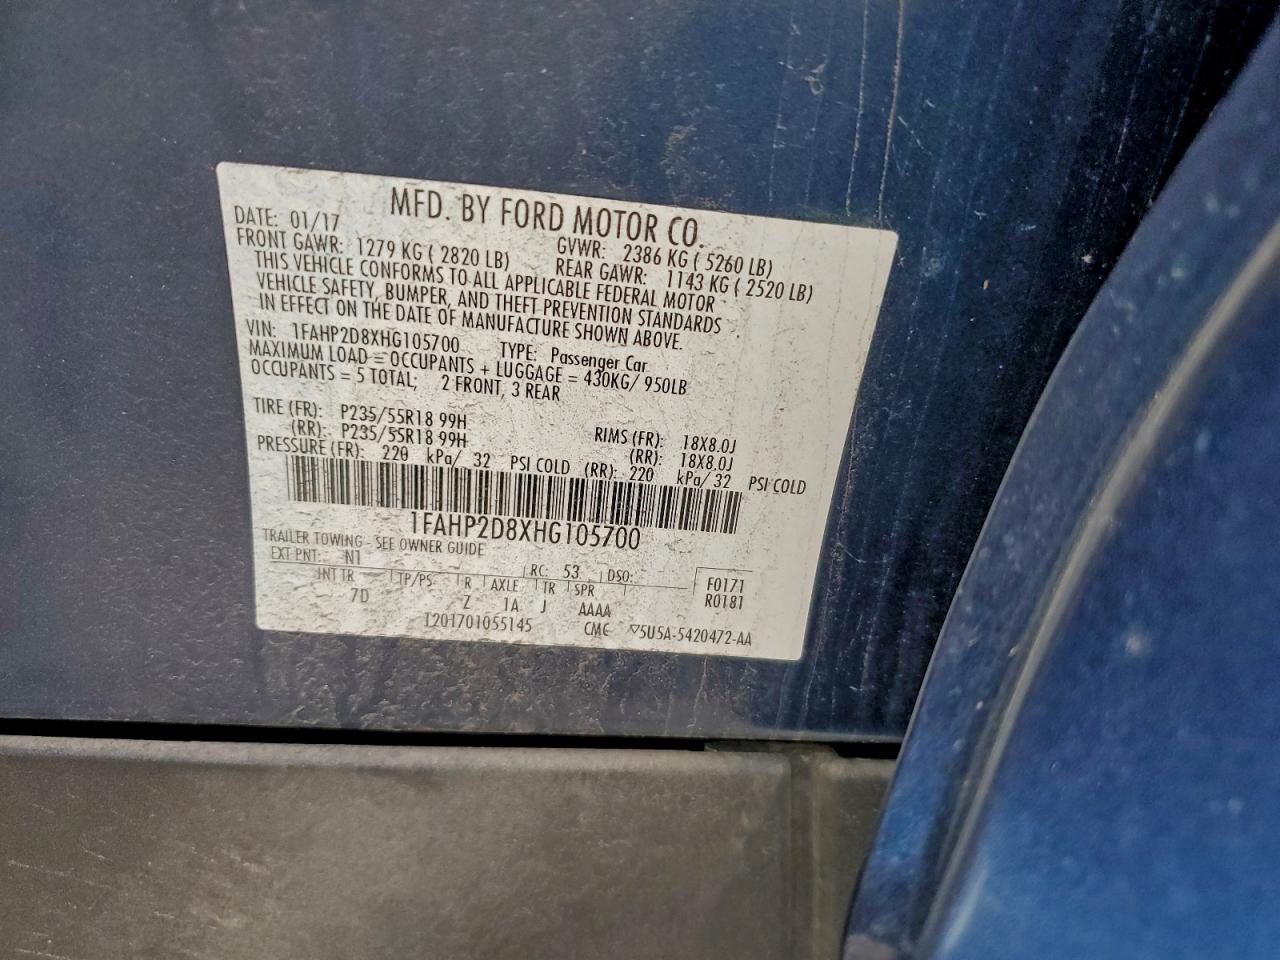 MFD. BY FORD MOTOR CO.
DATE: 01/17 GVWR: 2386 KG ( 5260 LB)
FRONT GAWR: 1279 KG ( 2820 LB) REAR GAWR: 1143 KG ( 2520 LB)
THIS VEHICLE CONFORMS TO ALL APPLICABLE FEDERAL MOTOR
VEHICLE SAFETY, BUMPER, AND THEFT PREVENTION STANDARDS
IN EFFECT ON THE DATE OF MANUFACTURE SHOWN ABOVE.
VIN: 1FAHP2D8XHG105700 TYPE: Passenger Car
MAXIMUM LOAD = OCCUPANTS + LUGGAGE = 430KG/ 950LB
OCCUPANTS = 5 TOTAL; 2 FRONT, 3 REAR
TIRE (FR): P235/55R18 99H RIMS (FR): 18X8.0J
(RR): P235/55R18 99H (RR): 18X8.0J
PRESSURE (FR): 220 kPa/ 32 PSI COLD (RR): 220 kPa/ 32 PSI COLD
1FAHP2D8XHG105700
TRAILER TOWING - SEE OWNER GUIDE
EXT PNT: N1 RC: 53 DSO: F0171
INT TR TP/PS R AXLE TR SPR R0181
7D Z 1A J AAAA
T201701055145 CMC ▽5U5A-5420472-AA